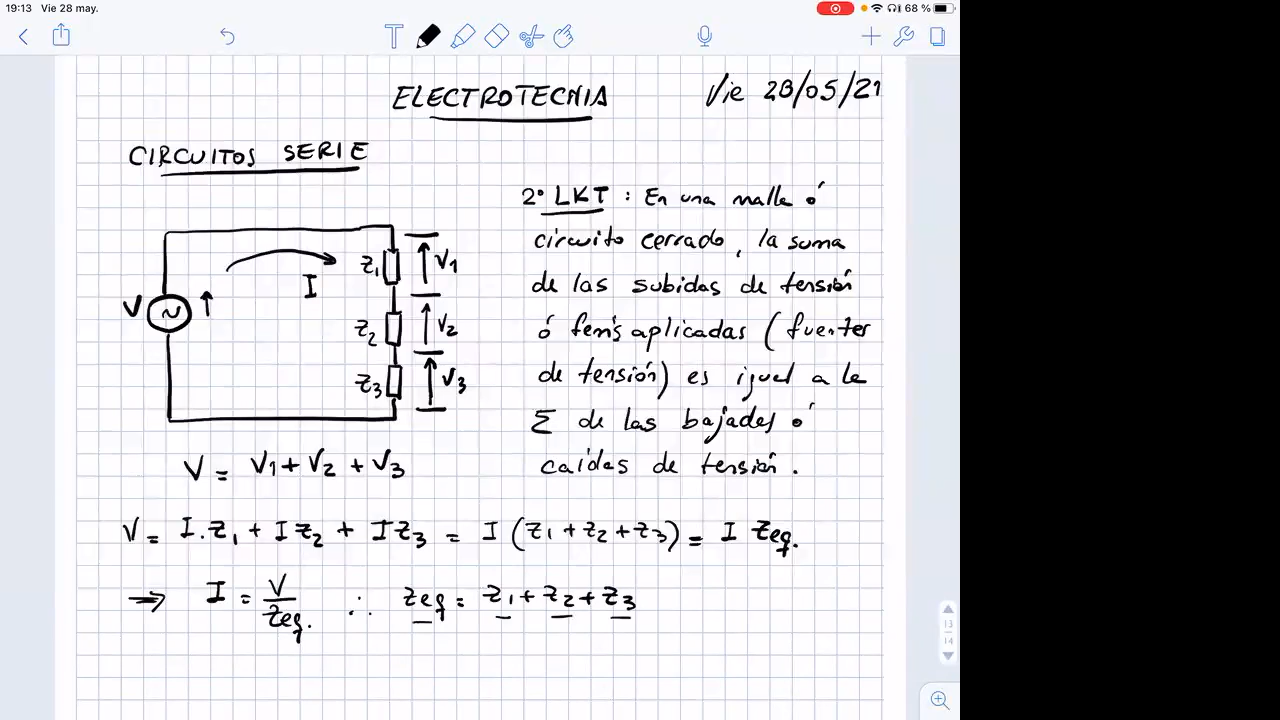 19:13 Vie 28 may.
68 %
ELECTROTECNIA
Vie 28/05/21
CIRCUITOS SERIE
2° LKT : En una malla ó
circuito cerrado, la suma
de las subidas de tensión
ó fem's aplicadas (fuentes
de tensión) es igual a la
Σ de las bajadas ó
caídas de tensión.
V
I
Z1
V1
Z2
V2
Z3
V3
V = V1 + V2 + V3
V = I.Z1 + I Z2 + I Z3 = I (Z1 + Z2 + Z3) = I Zeq.
⇒ I = V/Zeq. ∴ Zeq = Z1 + Z2 + Z3
13
14